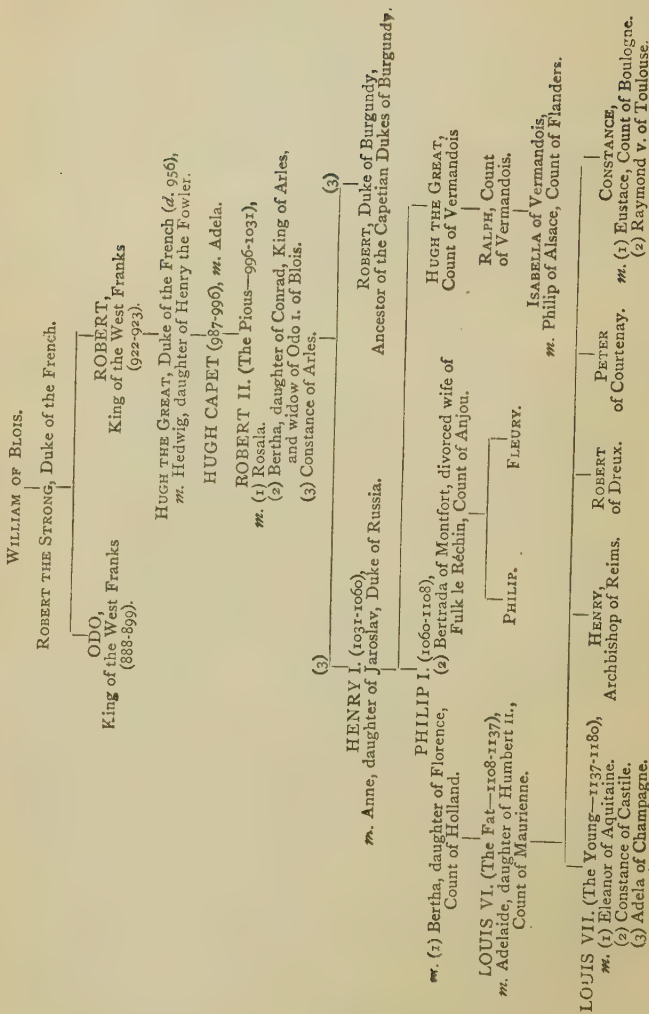 WILLIAM OF BLOIS.
ROBERT THE STRONG, Duke of the French.
ODO,
King of the West Franks
(888-899).
ROBERT,
King of the West Franks
(922-923).
HUGH THE GREAT, Duke of the French (d. 956),
m. Hedwig, daughter of Henry the Fowler.
HUGH CAPET (987-996), m. Adela.
ROBERT II. (The Pious—996-1031),
m. (1) Rosala.
(2) Bertha, daughter of Conrad, King of Arles,
and widow of Odo I. of Blois.
(3) Constance of Arles.
(3)
(3)
HENRY I. (1031-1060),
m. Anne, daughter of Jaroslav, Duke of Russia.
ROBERT, Duke of Burgundy,
Ancestor of the Capetian Dukes of Burgundy.
PHILIP I. (1060-1108),
m. (1) Bertha, daughter of Florence,
Count of Holland.
(2) Bertrada of Montfort, divorced wife of
Fulk le Réchin, Count of Anjou.
HUGH THE GREAT,
Count of Vermandois
LOUIS VI. (The Fat—1108-1137),
m. Adelaide, daughter of Humbert II.,
Count of Maurienne.
PHILIP.
FLEURY.
RALPH, Count
of Vermandois.
ISABELLA of Vermandois,
m. Philip of Alsace, Count of Flanders.
LOUIS VII. (The Young—1137-1180),
m. (1) Eleanor of Aquitaine.
(2) Constance of Castile.
(3) Adela of Champagne.
HENRY,
Archbishop of Reims.
ROBERT
of Dreux.
PETER
of Courtenay.
CONSTANCE,
m. (1) Eustace, Count of Boulogne.
(2) Raymond V. of Toulouse.